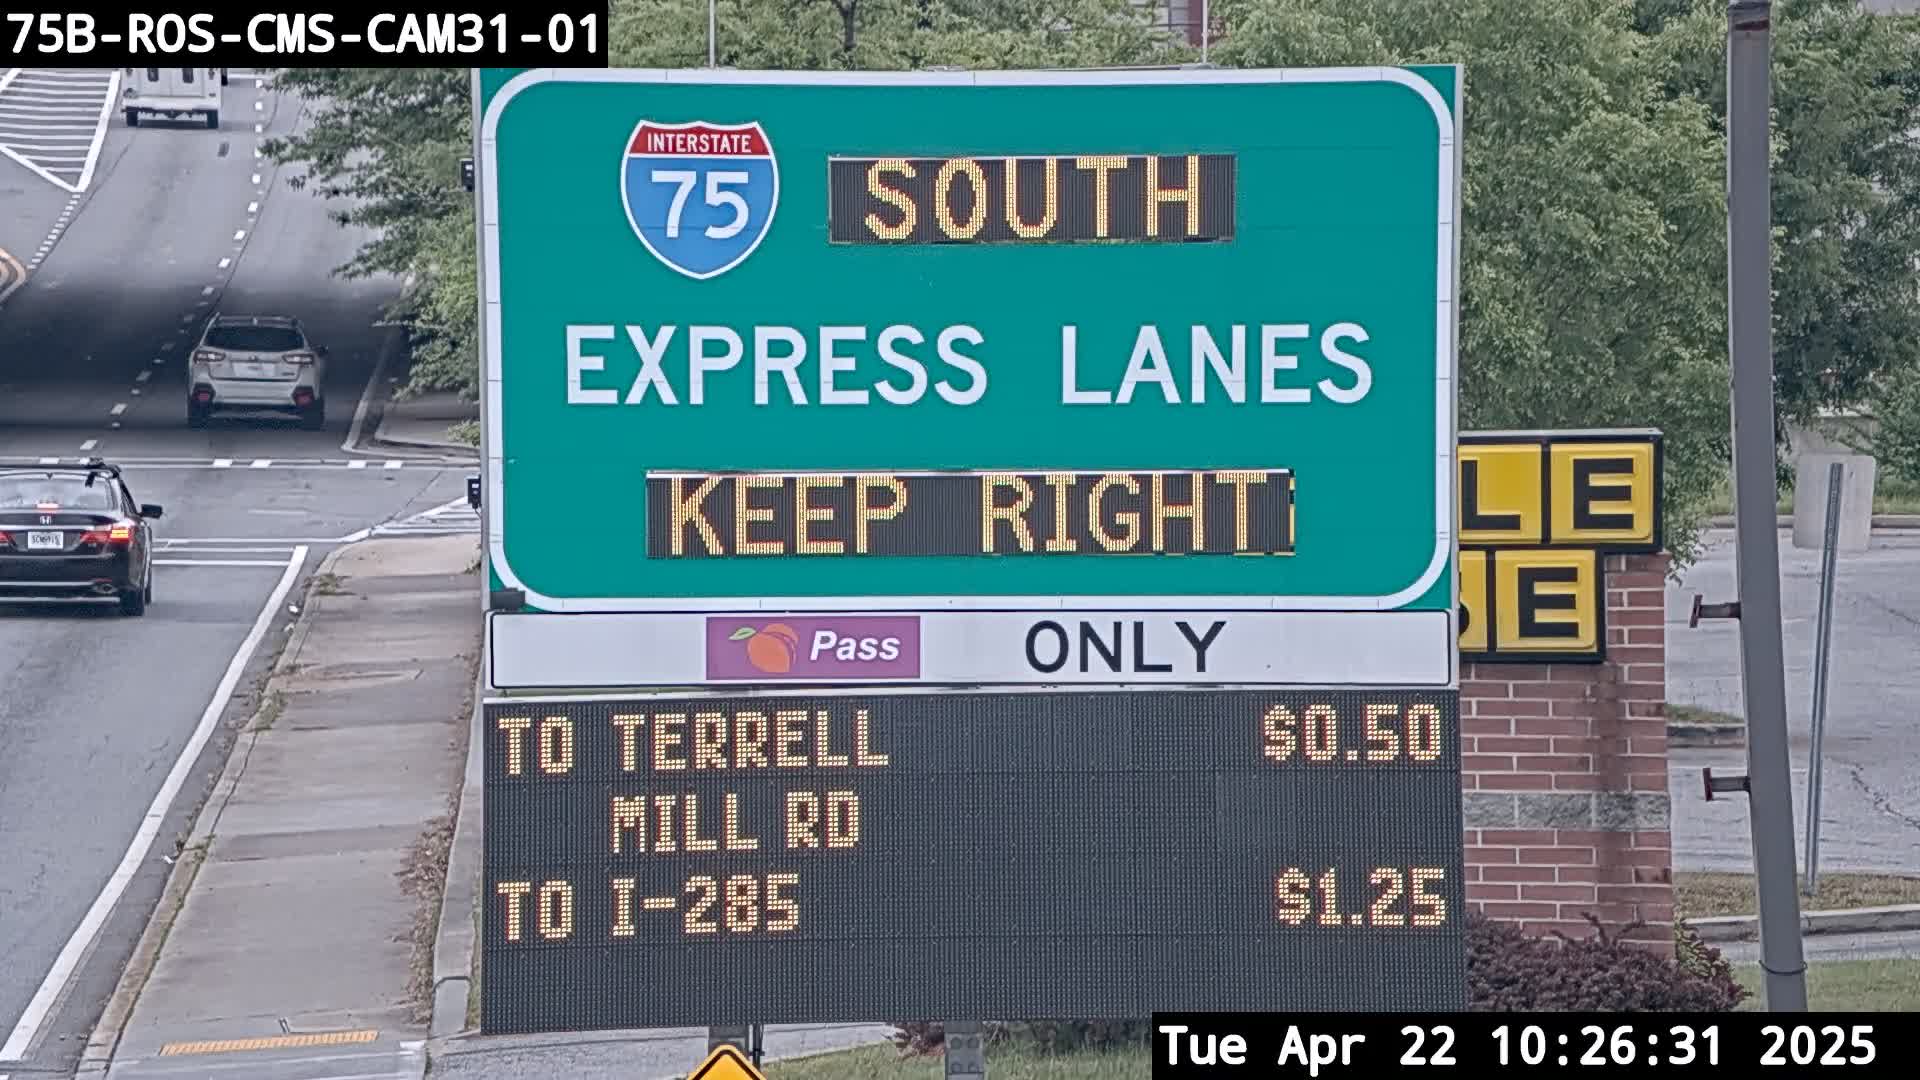 75B-ROS-CMS-CAM31-01
INTERSTATE
75
SOUTH
EXPRESS LANES
KEEP RIGHT
Pass ONLY
LE
E
TO TERRELL $0.50
MILL RD
TO I-285 $1.25
Tue Apr 22 10:26:31 2025